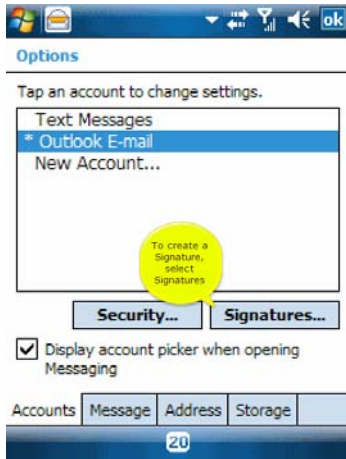 ok
Options
Tap an account to change settings.
Text Messages
* Outlook E-mail
New Account...
To create a
Signature,
select
Signatures
Security...
Signatures...
Display account picker when opening
Messaging
Accounts Message Address Storage
20